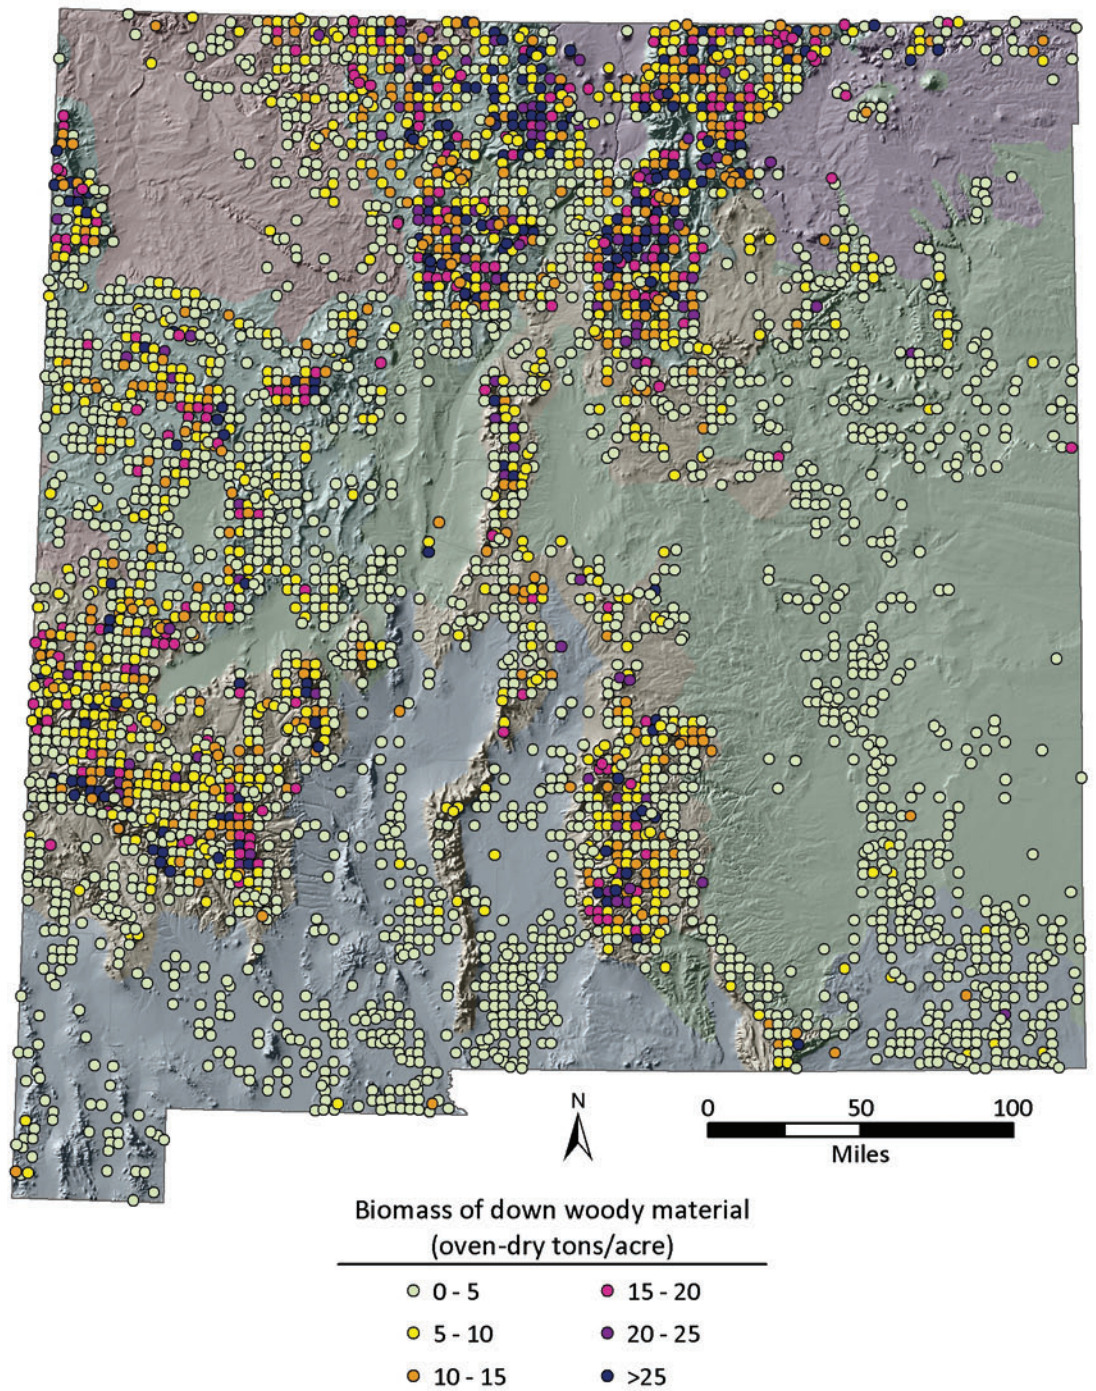 N
0 50 100
Miles
Biomass of down woody material
(oven-dry tons/acre)
0 - 5 15 - 20
5 - 10 20 - 25
10 - 15 >25